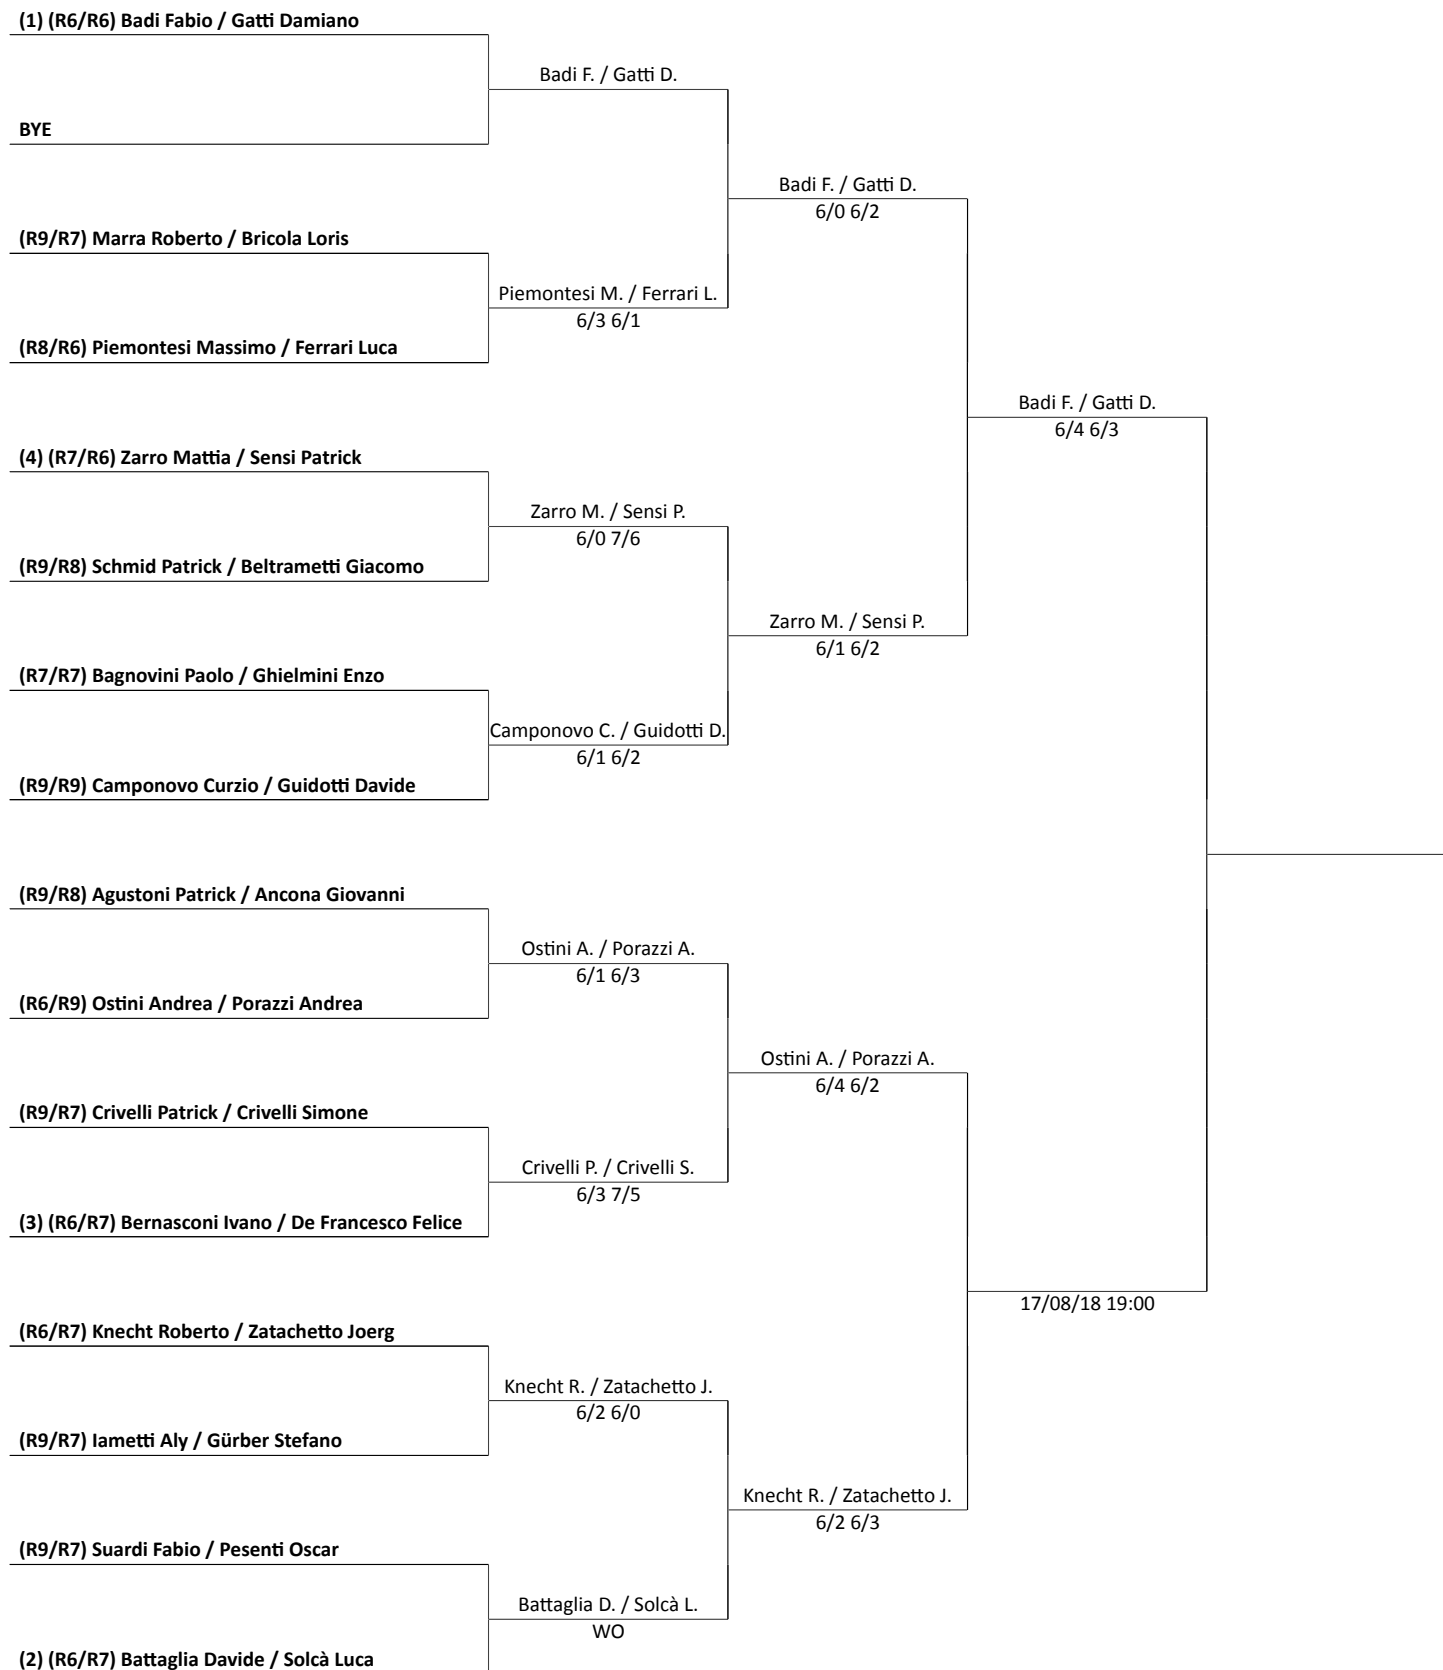 (1) (R6/R6) Badi Fabio / Gatti Damiano
Badi F. / Gatti D.
BYE
Badi F. / Gatti D.
6/0 6/2
(R9/R7) Marra Roberto / Bricola Loris
Piemontesi M. / Ferrari L.
6/3 6/1
(R8/R6) Piemontesi Massimo / Ferrari Luca
Badi F. / Gatti D.
6/4 6/3
(4) (R7/R6) Zarro Mattia / Sensi Patrick
Zarro M. / Sensi P.
6/0 7/6
(R9/R8) Schmid Patrick / Beltrametti Giacomo
Zarro M. / Sensi P.
6/1 6/2
(R7/R7) Bagnovini Paolo / Ghielmini Enzo
Camponovo C. / Guidotti D.
6/1 6/2
(R9/R9) Camponovo Curzio / Guidotti Davide
(R9/R8) Agustoni Patrick / Ancona Giovanni
Ostini A. / Porazzi A.
6/1 6/3
(R6/R9) Ostini Andrea / Porazzi Andrea
Ostini A. / Porazzi A.
6/4 6/2
(R9/R7) Crivelli Patrick / Crivelli Simone
Crivelli P. / Crivelli S.
6/3 7/5
(3) (R6/R7) Bernasconi Ivano / De Francesco Felice
17/08/18 19:00
(R6/R7) Knecht Roberto / Zatachetto Joerg
Knecht R. / Zatachetto J.
6/2 6/0
(R9/R7) Iametti Aly / Gürber Stefano
Knecht R. / Zatachetto J.
6/2 6/3
(R9/R7) Suardi Fabio / Pesenti Oscar
Battaglia D. / Solcà L.
WO
(2) (R6/R7) Battaglia Davide / Solcà Luca